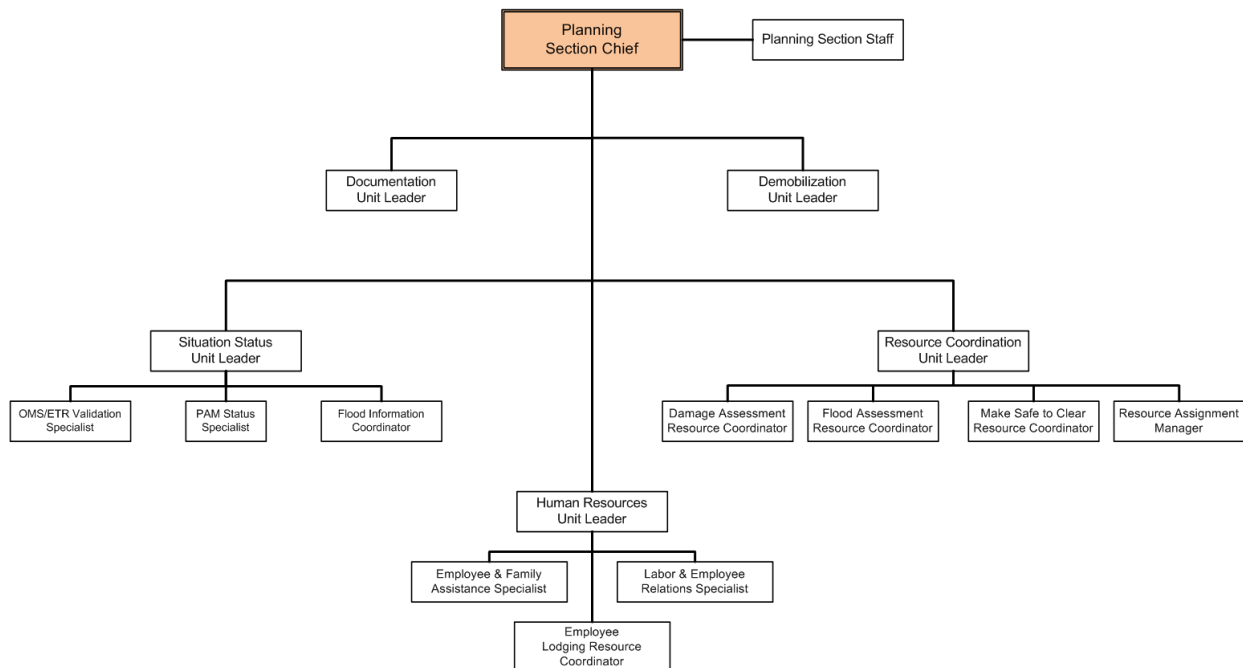 Planning
Section Chief
Planning Section Staff
Documentation
Unit Leader
Demobilization
Unit Leader
Situation Status
Unit Leader
Resource Coordination
Unit Leader
OMS/ETR Validation
Specialist
PAM Status
Specialist
Flood Information
Coordinator
Damage Assessment
Resource Coordinator
Flood Assessment
Resource Coordinator
Make Safe to Clear
Resource Coordinator
Resource Assignment
Manager
Human Resources
Unit Leader
Employee & Family
Assistance Specialist
Labor & Employee
Relations Specialist
Employee
Lodging Resource
Coordinator